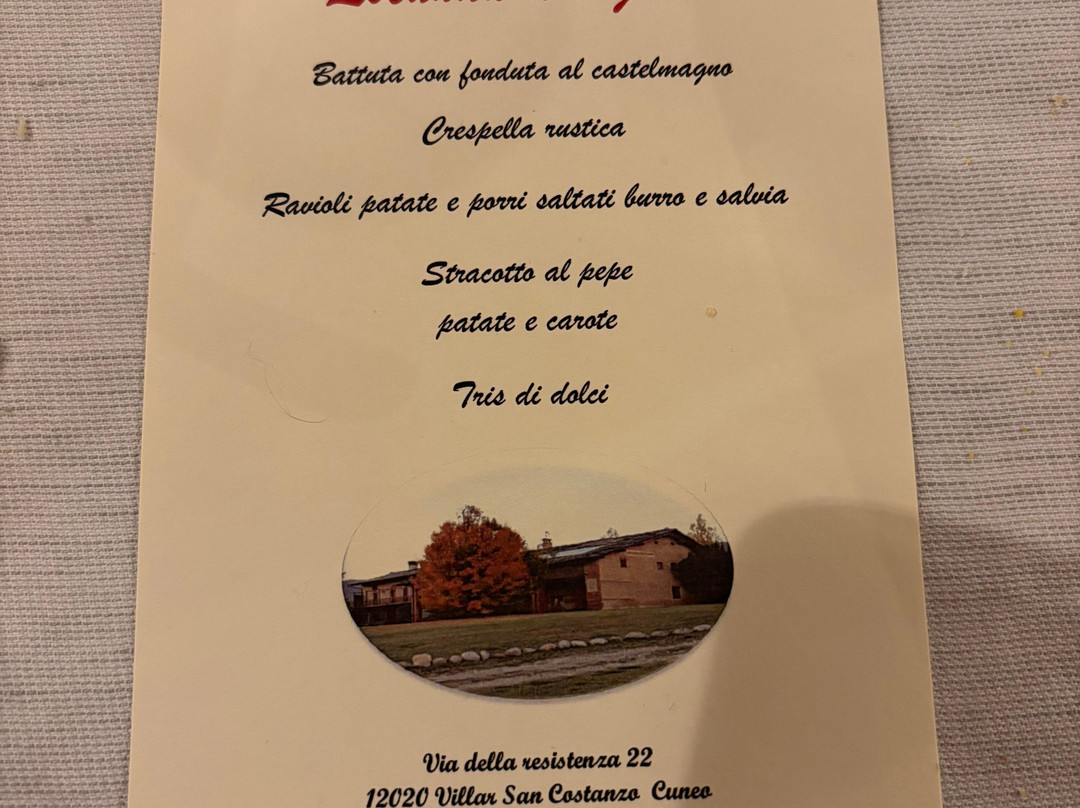 Battuta con fonduta al castelmagno
Crespella rustica
Ravioli patate e porri saltati burro e salvia
Stracotto al pepe
patate e carote
Tris di dolci
Via della resistenza 22
12020 Villar San Costanzo Cuneo